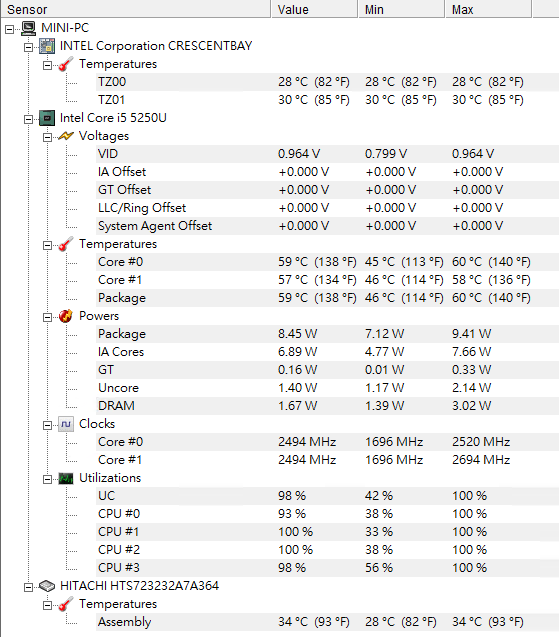 Sensor Value Min Max
MINI-PC
INTEL Corporation CRESCENTBAY
Temperatures
TZ00 28 °C (82 °F) 28 °C (82 °F) 28 °C (82 °F)
TZ01 30 °C (85 °F) 30 °C (85 °F) 30 °C (85 °F)
Intel Core i5 5250U
Voltages
VID 0.964 V 0.799 V 0.964 V
IA Offset +0.000 V +0.000 V +0.000 V
GT Offset +0.000 V +0.000 V +0.000 V
LLC/Ring Offset +0.000 V +0.000 V +0.000 V
System Agent Offset +0.000 V +0.000 V +0.000 V
Temperatures
Core #0 59 °C (138 °F) 45 °C (113 °F) 60 °C (140 °F)
Core #1 57 °C (134 °F) 46 °C (114 °F) 58 °C (136 °F)
Package 59 °C (138 °F) 46 °C (114 °F) 60 °C (140 °F)
Powers
Package 8.45 W 7.12 W 9.41 W
IA Cores 6.89 W 4.77 W 7.66 W
GT 0.16 W 0.01 W 0.33 W
Uncore 1.40 W 1.17 W 2.14 W
DRAM 1.67 W 1.39 W 3.02 W
Clocks
Core #0 2494 MHz 1696 MHz 2520 MHz
Core #1 2494 MHz 1696 MHz 2694 MHz
Utilizations
UC 98 % 42 % 100 %
CPU #0 93 % 38 % 100 %
CPU #1 100 % 33 % 100 %
CPU #2 100 % 38 % 100 %
CPU #3 98 % 56 % 100 %
HITACHI HTS723232A7A364
Temperatures
Assembly 34 °C (93 °F) 28 °C (82 °F) 34 °C (93 °F)